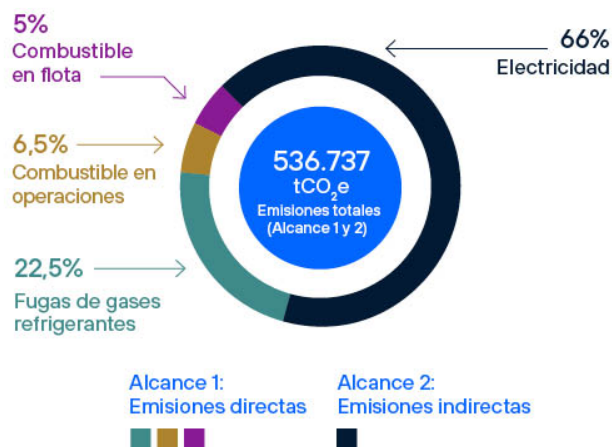 5%
Combustible
en flota
66%
Electricidad
6,5%
Combustible en
operaciones
536.737
tCO₂e
Emisiones totales
(Alcance 1 y 2)
22,5%
Fugas de gases
refrigerantes
Alcance 1:
Emisiones directas
Alcance 2:
Emisiones indirectas